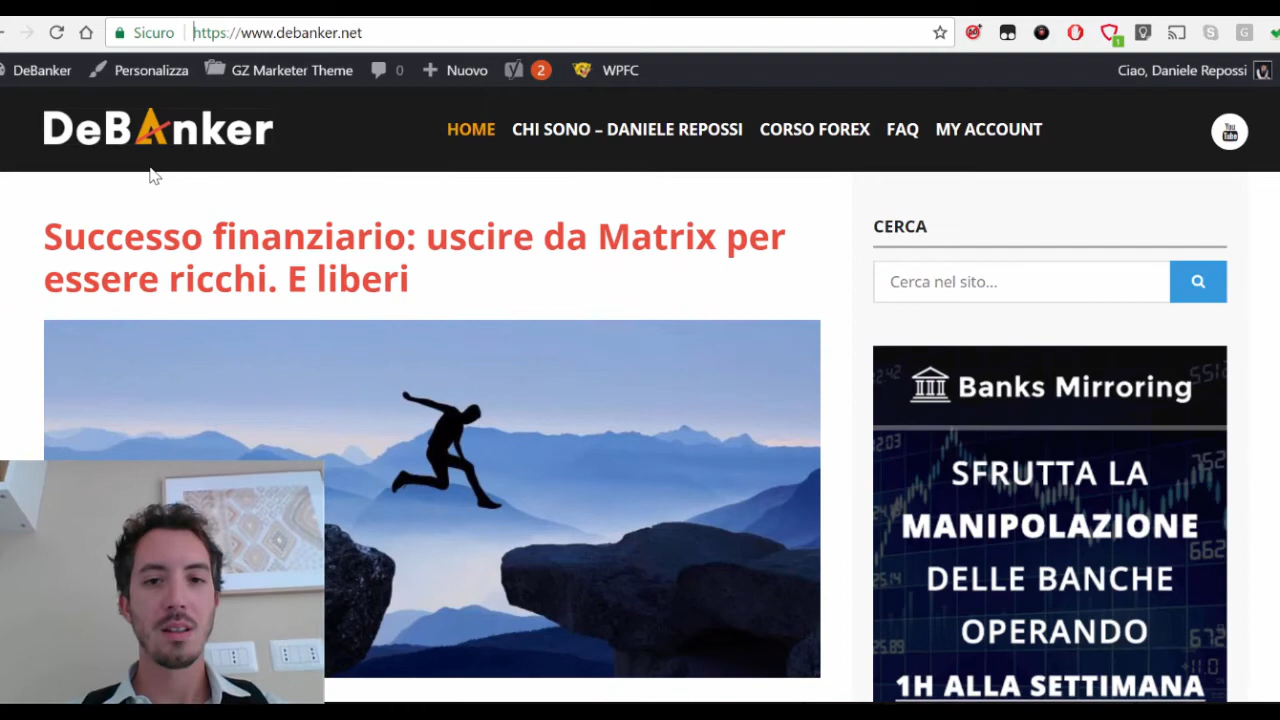 Sicuro https://www.debanker.net
DeBanker Personalizza GZ Marketer Theme 0 Nuovo 2 WPFC Ciao, Daniele Repossi
DeBAnker HOME CHI SONO – DANIELE REPOSSI CORSO FOREX FAQ MY ACCOUNT You Tube
Successo finanziario: uscire da Matrix per
essere ricchi. E liberi
CERCA
Cerca nel sito...
Banks Mirroring
SFRUTTA LA
MANIPOLAZIONE
DELLE BANCHE
OPERANDO
1H ALLA SETTIMANA